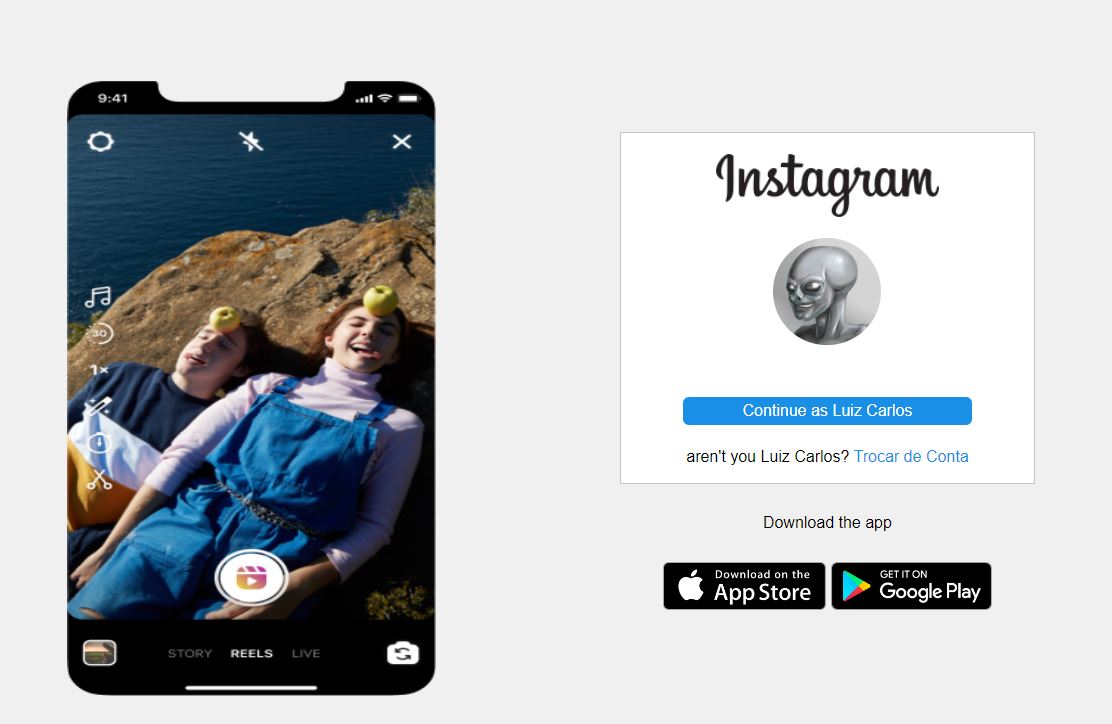 9:41
30
1×
STORY REELS LIVE
Instagram
Continue as Luiz Carlos
aren't you Luiz Carlos? Trocar de Conta
Download the app
Download on the
App Store
GET IT ON
Google Play